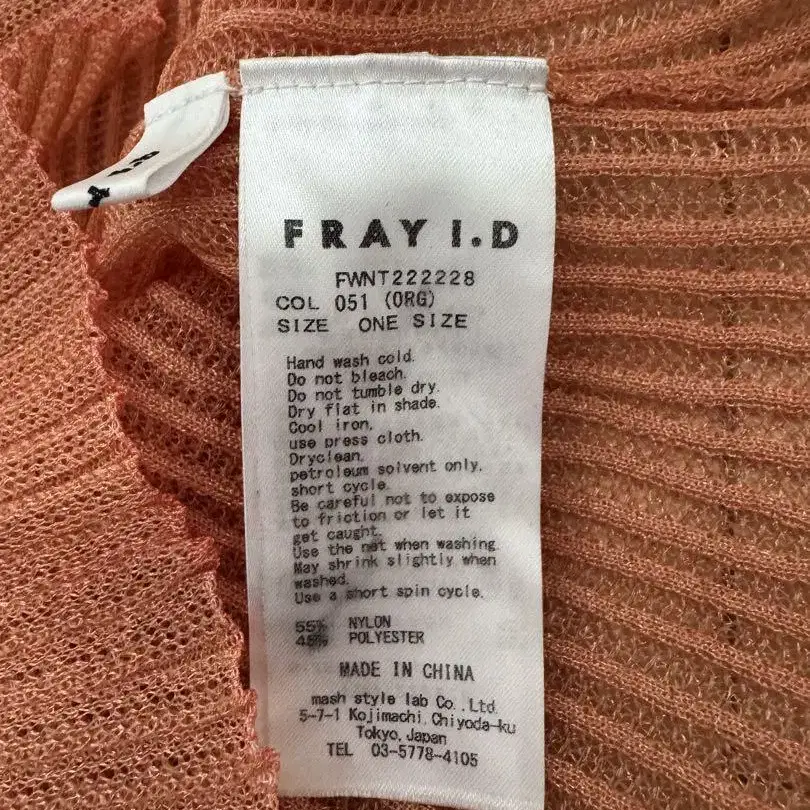 FRAY I.D
FWNT222228
COL 051 (ORG)
SIZE ONE SIZE
Hand wash cold.
Do not bleach.
Do not tumble dry.
Dry flat in shade.
Cool iron.
use press cloth.
Dryclean.
petroleum solvent only.
short cycle.
Be careful not to expose
to friction or let it
get caught.
Use the net when washing.
May shrink slightly when
washed.
Use a short spin cycle.
55% NYLON
45% POLYESTER
MADE IN CHINA
mash style lab Co.,Ltd.
5-7-1 Kojimachi,Chiyoda-ku
Tokyo,Japan
TEL 03-5778-4105